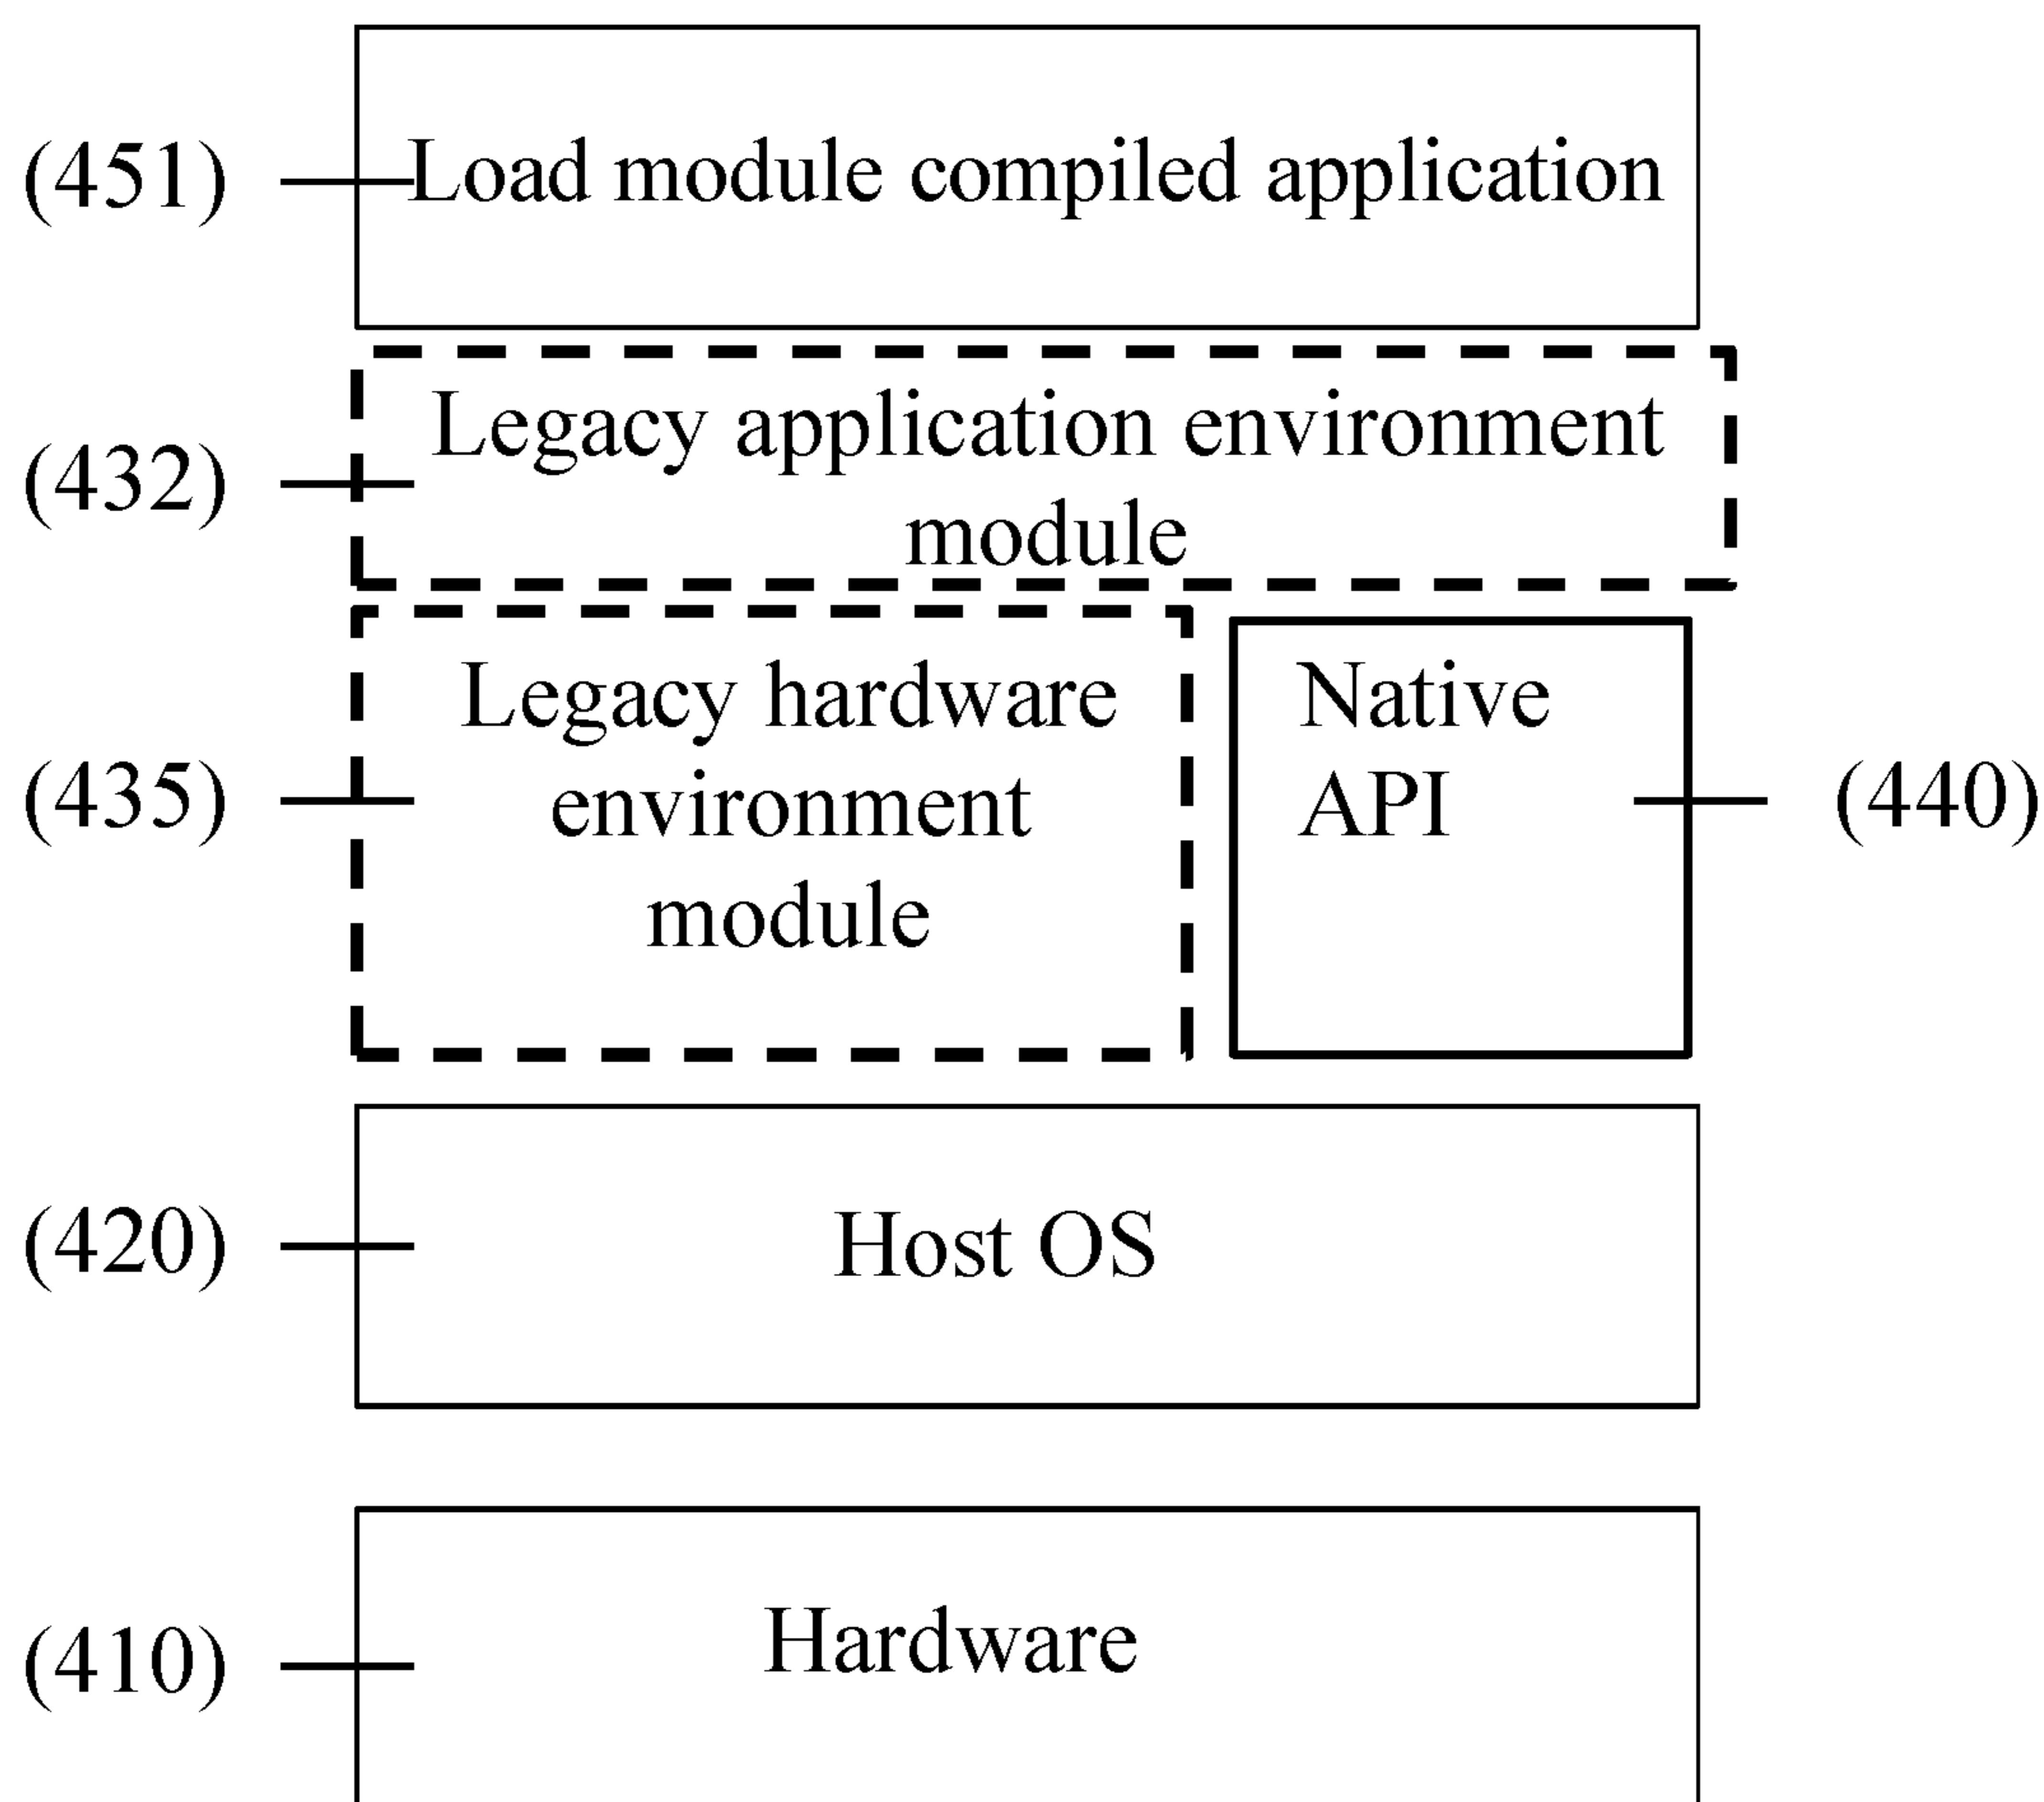 (451)
Load module compiled application
(432)
Legacy application environment
module
(435)
Legacy hardware
environment
module
Native
API
(440)
(420)
Host OS
(410)
Hardware